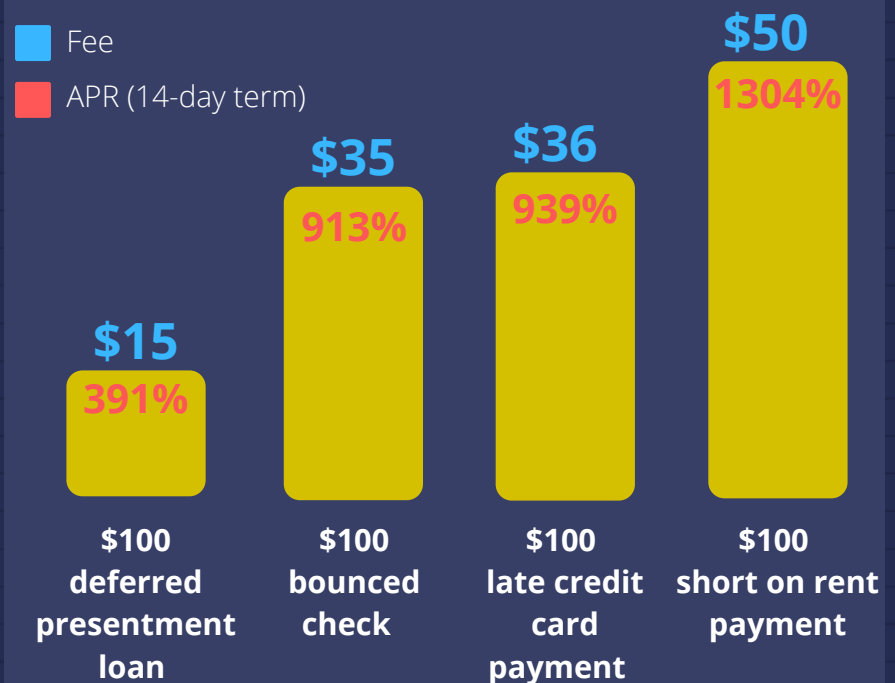 Fee
APR (14-day term)
$15
391%
$100
deferred
presentment
loan
$35
913%
$100
bounced
check
$36
939%
$100
late credit
card
payment
$50
1304%
$100
short on rent
payment